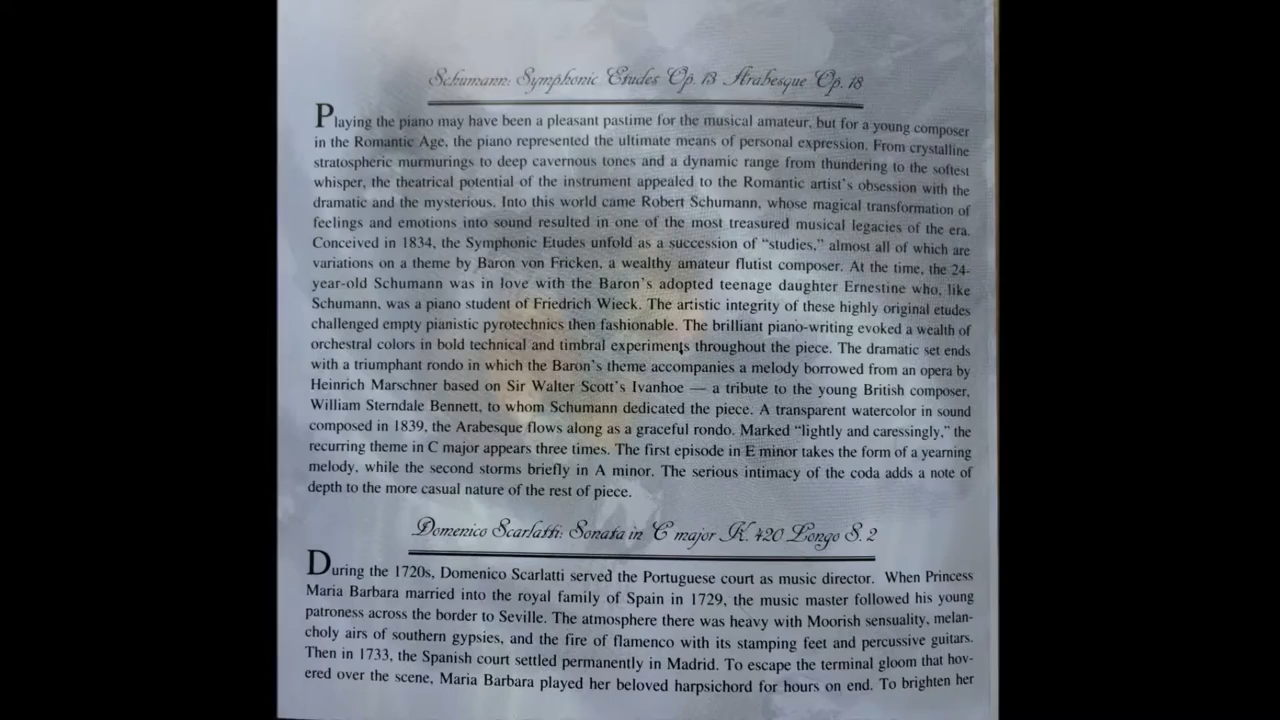 Schumann: Symphonic Etudes Op. 13 Arabesque Op. 18
Playing the piano may have been a pleasant pastime for the musical amateur, but for a young composer
in the Romantic Age, the piano represented the ultimate means of personal expression. From crystalline
stratospheric murmurings to deep cavernous tones and a dynamic range from thundering to the softest
whisper, the theatrical potential of the instrument appealed to the Romantic artist's obsession with the
dramatic and the mysterious. Into this world came Robert Schumann, whose magical transformation of
feelings and emotions into sound resulted in one of the most treasured musical legacies of the era.
Conceived in 1834, the Symphonic Etudes unfold as a succession of “studies,” almost all of which are
variations on a theme by Baron von Fricken, a wealthy amateur flutist composer. At the time, the 24-
year-old Schumann was in love with the Baron's adopted teenage daughter Ernestine who, like
Schumann, was a piano student of Friedrich Wieck. The artistic integrity of these highly original etudes
challenged empty pianistic pyrotechnics then fashionable. The brilliant piano-writing evoked a wealth of
orchestral colors in bold technical and timbral experiments throughout the piece. The dramatic set ends
with a triumphant rondo in which the Baron's theme accompanies a melody borrowed from an opera by
Heinrich Marschner based on Sir Walter Scott's Ivanhoe — a tribute to the young British composer,
William Sterndale Bennett, to whom Schumann dedicated the piece. A transparent watercolor in sound
composed in 1839, the Arabesque flows along as a graceful rondo. Marked “lightly and caressingly,” the
recurring theme in C major appears three times. The first episode in E minor takes the form of a yearning
melody, while the second storms briefly in A minor. The serious intimacy of the coda adds a note of
depth to the more casual nature of the rest of piece.
Domenico Scarlatti: Sonata in C major K. 420 Longo S. 2
During the 1720s, Domenico Scarlatti served the Portuguese court as music director. When Princess
Maria Barbara married into the royal family of Spain in 1729, the music master followed his young
patroness across the border to Seville. The atmosphere there was heavy with Moorish sensuality, melan-
choly airs of southern gypsies, and the fire of flamenco with its stamping feet and percussive guitars.
Then in 1733, the Spanish court settled permanently in Madrid. To escape the terminal gloom that hov-
ered over the scene, Maria Barbara played her beloved harpsichord for hours on end. To brighten her